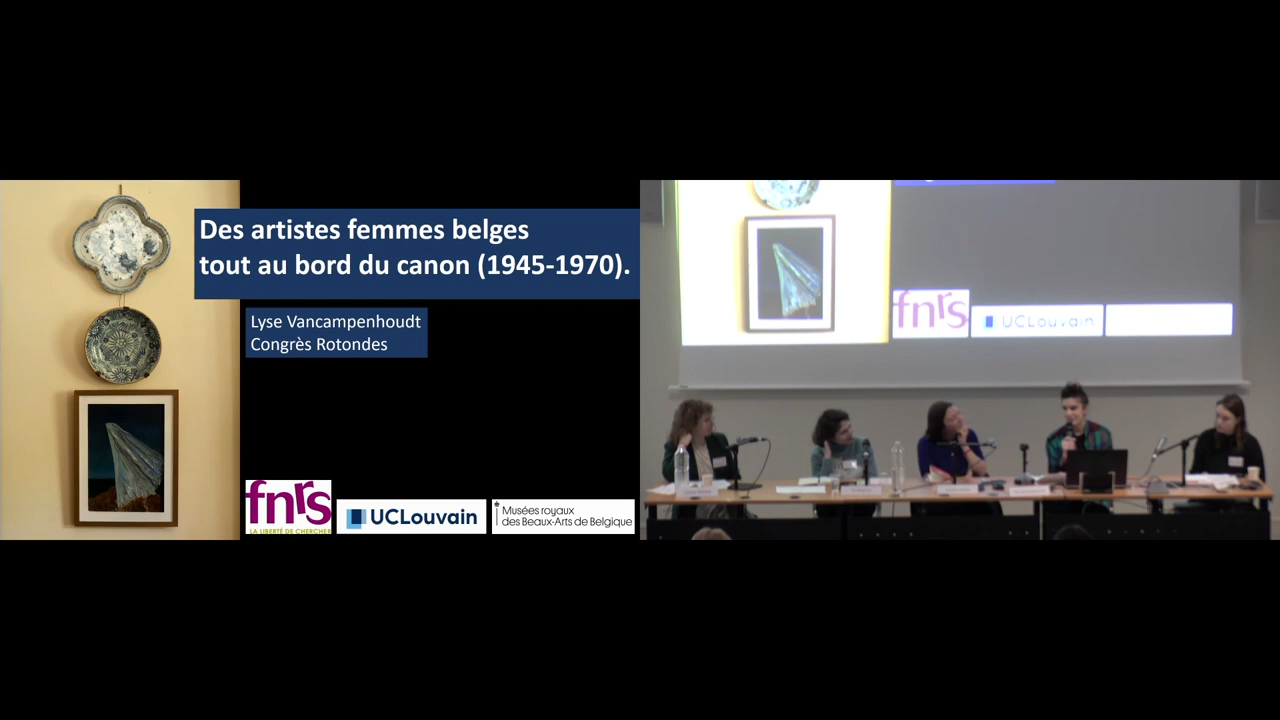 Des artistes femmes belges
tout au bord du canon (1945-1970).
Lyse Vancampenhoudt
Congrès Rotondes
fnrs
LA LIBERTÉ DE CHERCHER
UCLouvain
Musées royaux
des Beaux-Arts de Belgique
fnrs
UCLouvain